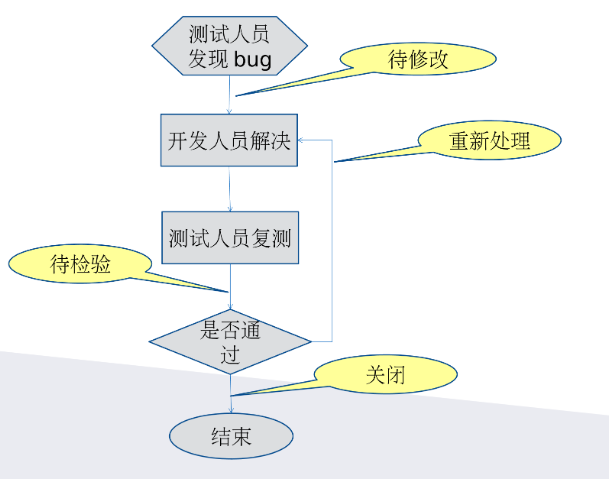 测试人员
发现 bug
待修改
开发人员解决
重新处理
测试人员复测
待检验
是否通
过
关闭
结束